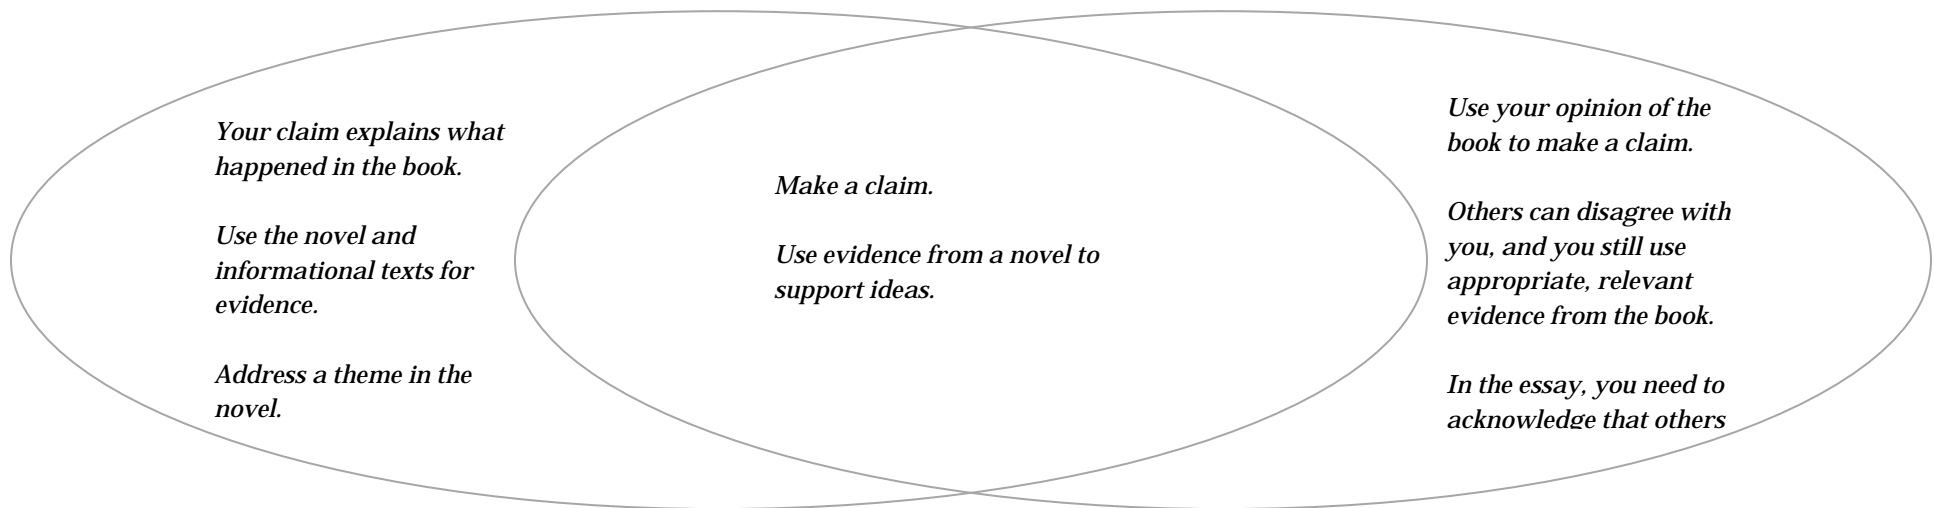 Your claim explains what
happened in the book.
Use the novel and
informational texts for
evidence.
Address a theme in the
novel.
Make a claim.
Use evidence from a novel to
support ideas.
Use your opinion of the
book to make a claim.
Others can disagree with
you, and you still use
appropriate, relevant
evidence from the book.
In the essay, you need to
acknowledge that others